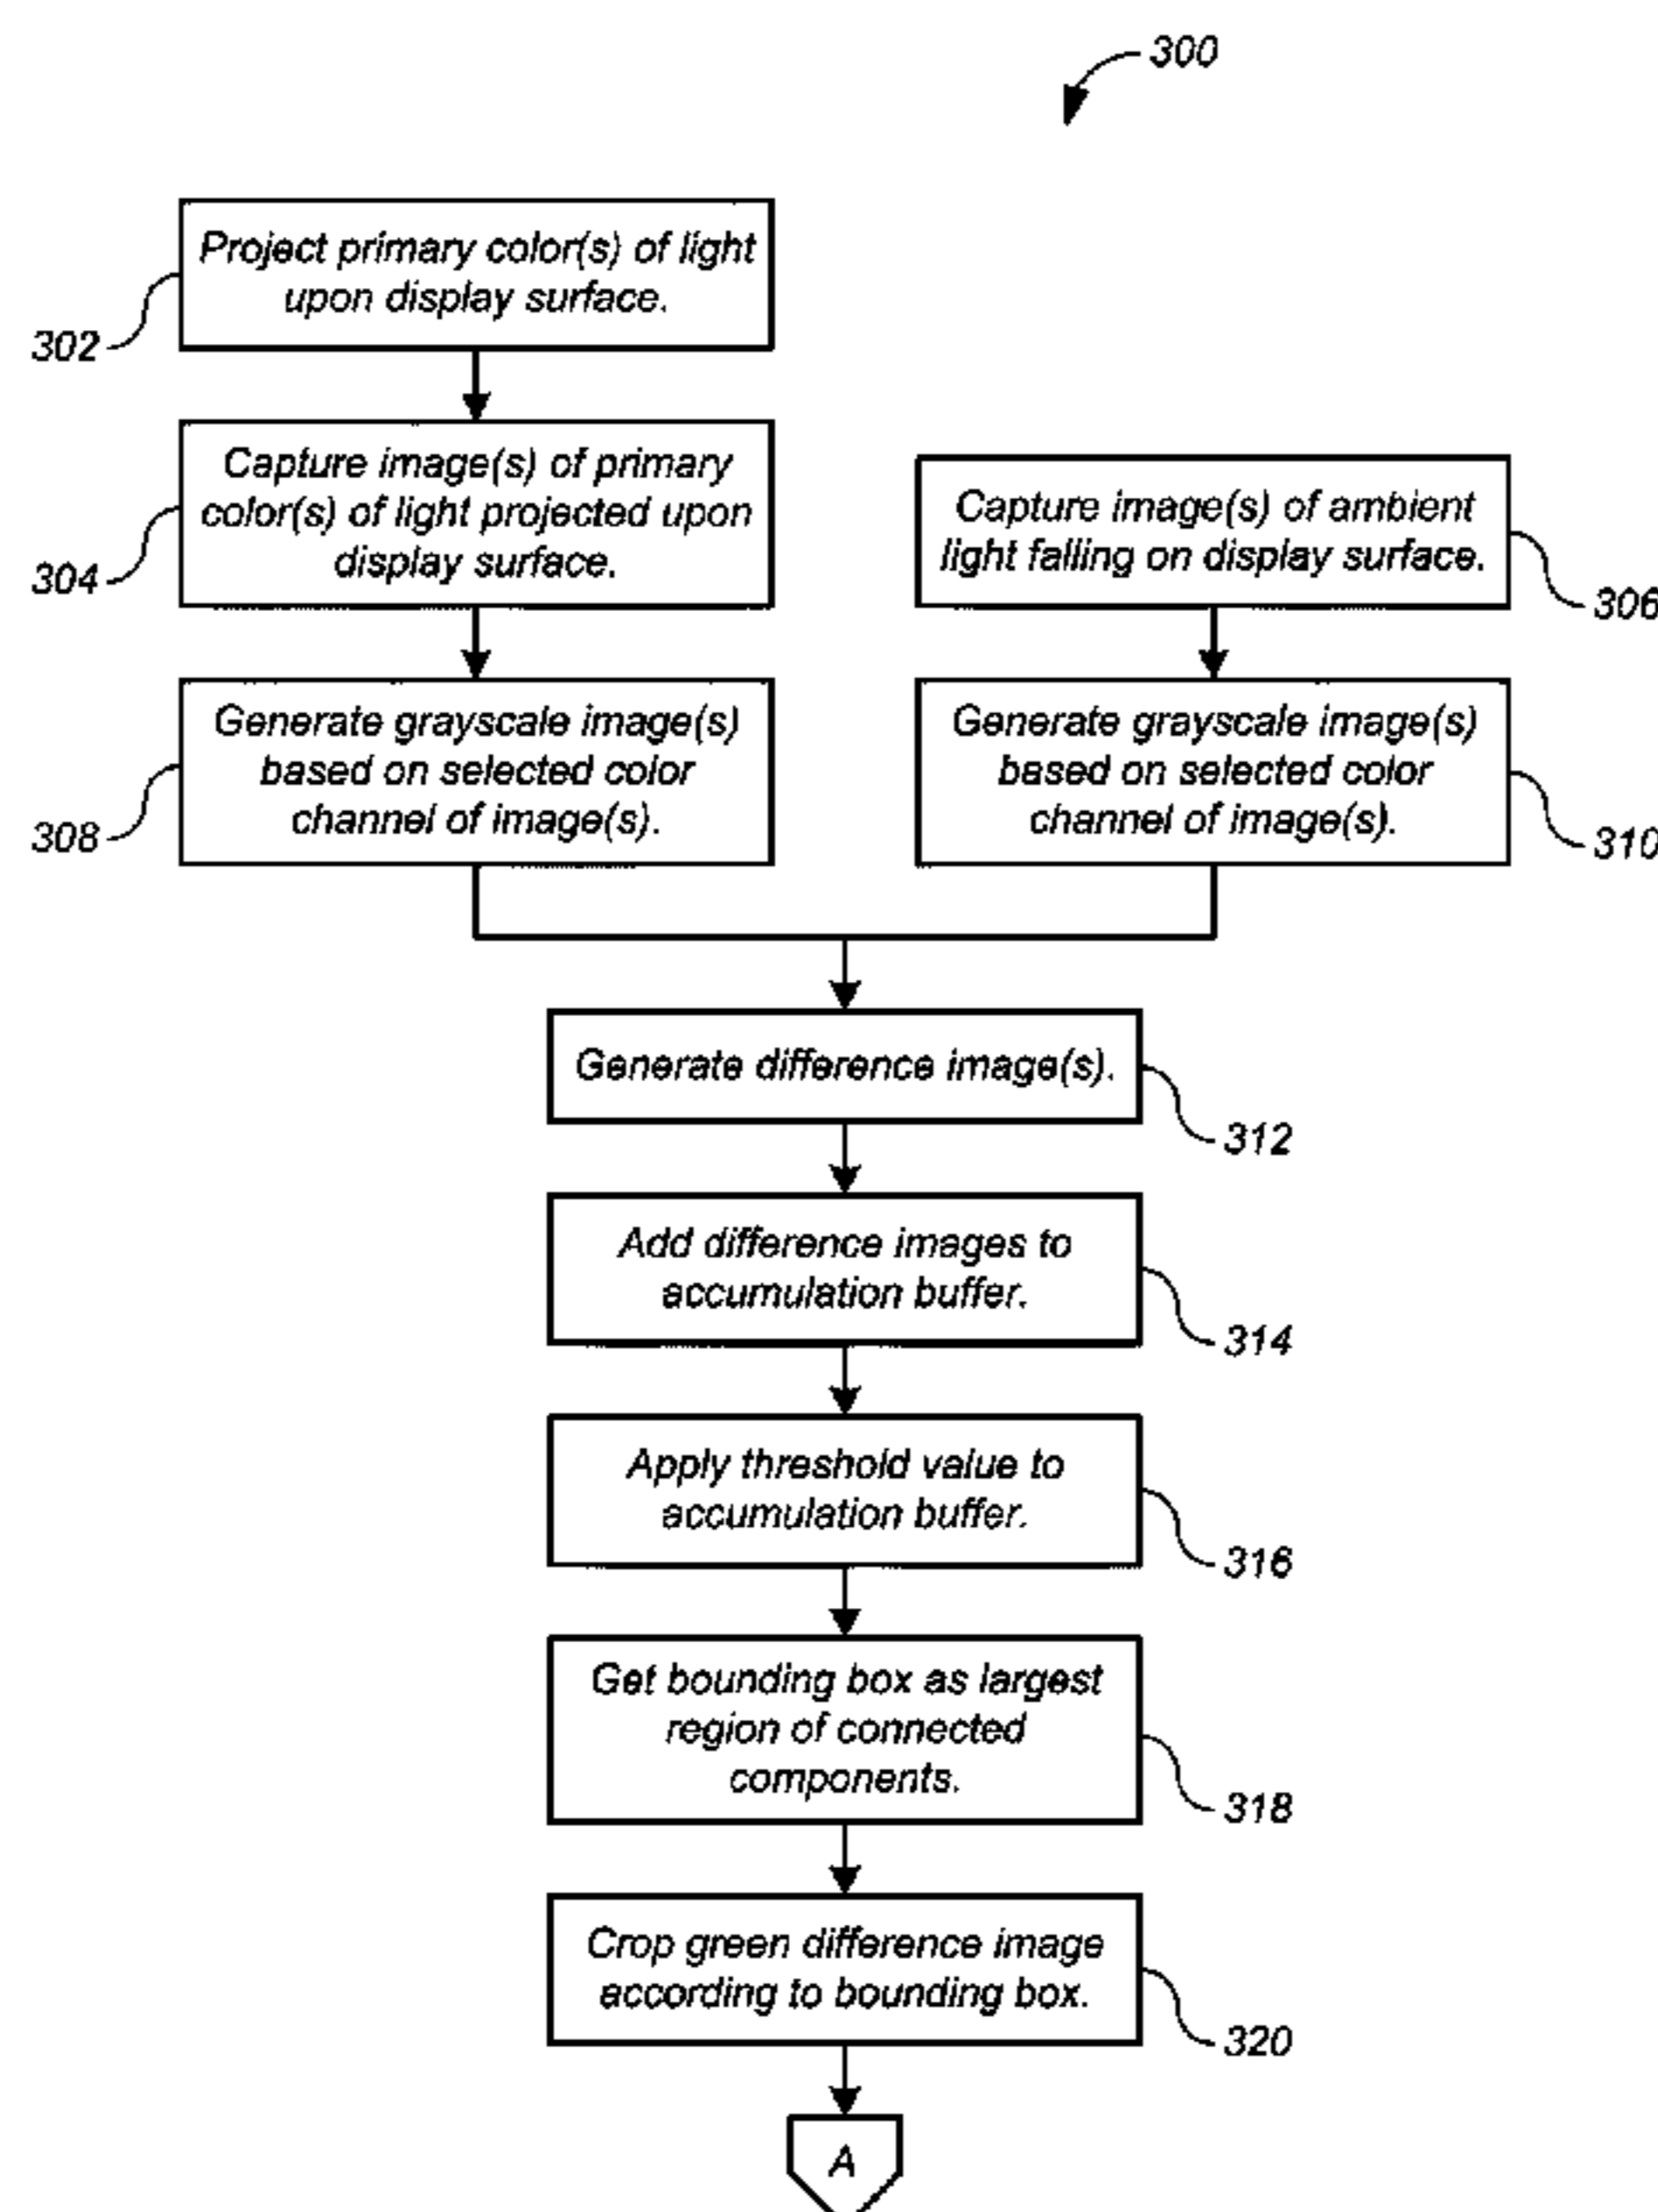 300
Project primary color(s) of light
upon display surface.
302
Capture image(s) of primary
color(s) of light projected upon
display surface.
304
Capture image(s) of ambient
light falling on display surface.
306
Generate grayscale image(s)
based on selected color
channel of image(s).
308
Generate grayscale image(s)
based on selected color
channel of image(s).
310
Generate difference image(s).
312
Add difference images to
accumulation buffer.
314
Apply threshold value to
accumulation buffer.
316
Get bounding box as largest
region of connected
components.
318
Crop green difference image
according to bounding box.
320
A